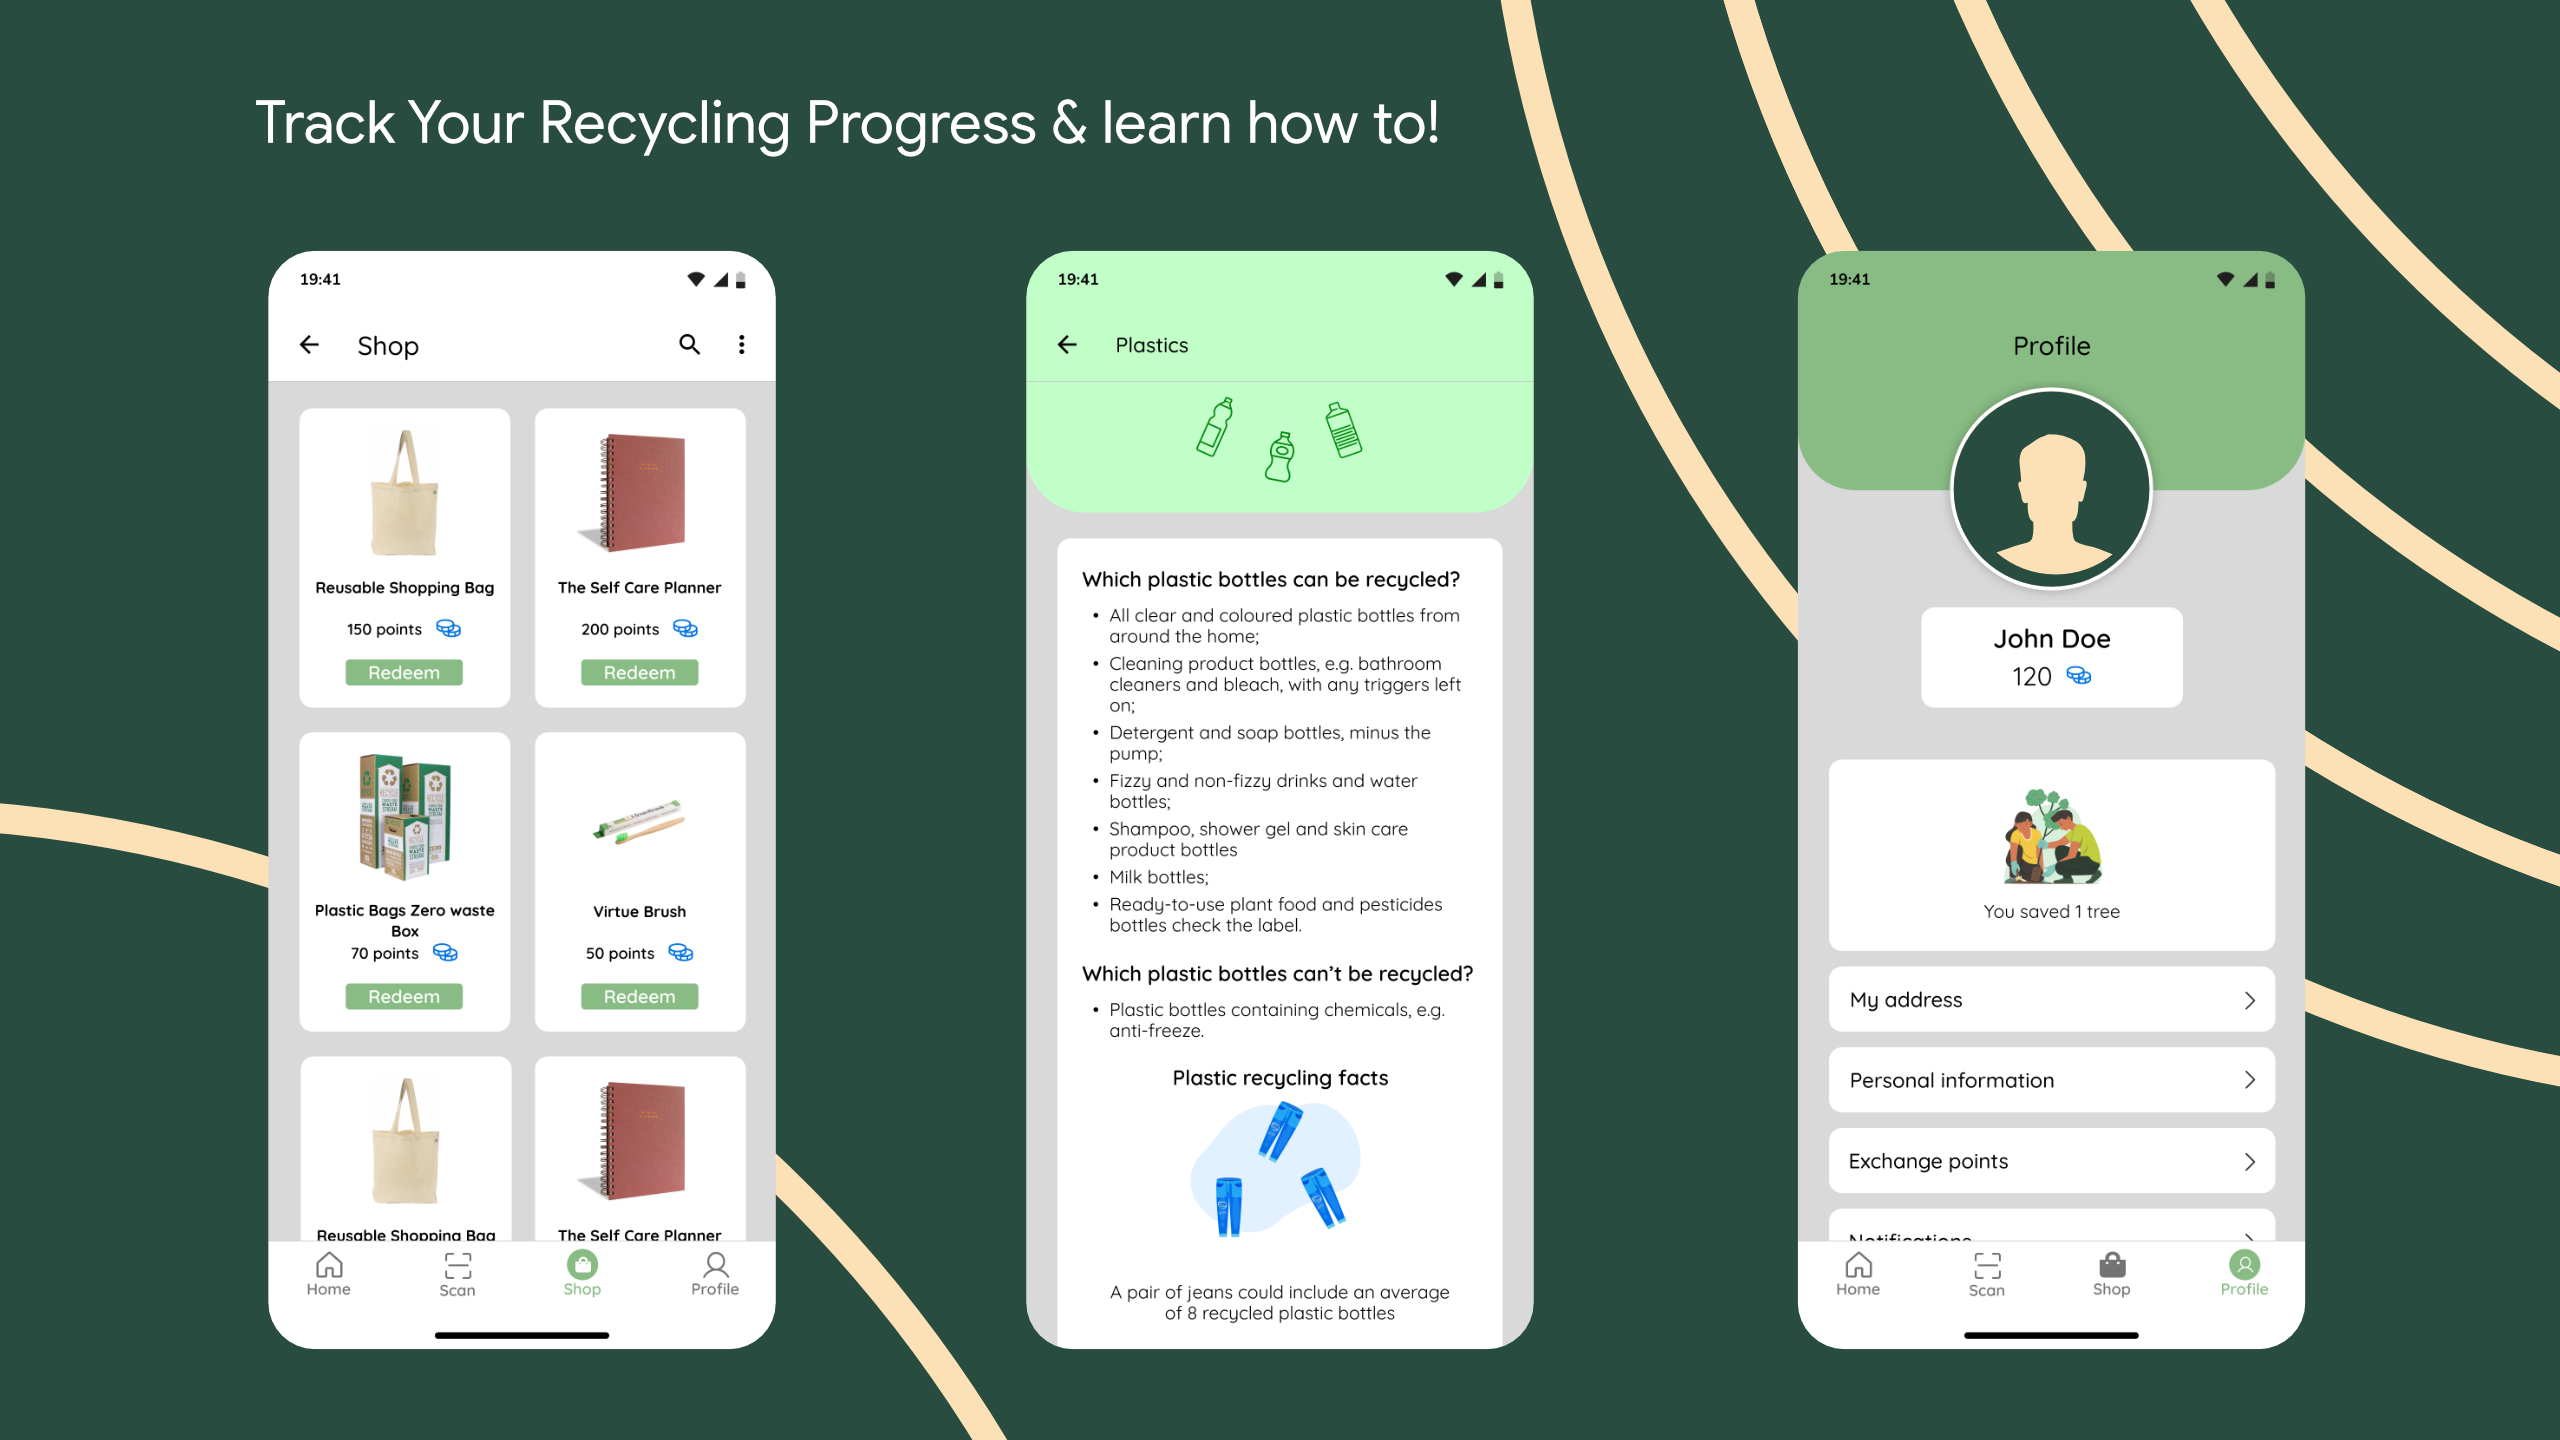 Track Your Recycling Progress & learn how to!
19:41
Shop
Reusable Shopping Bag
150 points
Redeem
The Self Care Planner
200 points
Redeem
Plastic Bags Zero waste
Box
70 points
Redeem
Virtue Brush
50 points
Redeem
Reusable Shopping Bag
The Self Care Planner
Home
Scan
Shop
Profile
19:41
Plastics
Which plastic bottles can be recycled?
• All clear and coloured plastic bottles from
around the home;
• Cleaning product bottles, e.g. bathroom
cleaners and bleach, with any triggers left
on;
• Detergent and soap bottles, minus the
pump;
• Fizzy and non-fizzy drinks and water
bottles;
• Shampoo, shower gel and skin care
product bottles
• Milk bottles;
• Ready-to-use plant food and pesticides
bottles check the label.
Which plastic bottles can't be recycled?
• Plastic bottles containing chemicals, e.g.
anti-freeze.
Plastic recycling facts
A pair of jeans could include an average
of 8 recycled plastic bottles
19:41
Profile
John Doe
120
You saved 1 tree
My address
Personal information
Exchange points
Notifications
Home
Scan
Shop
Profile